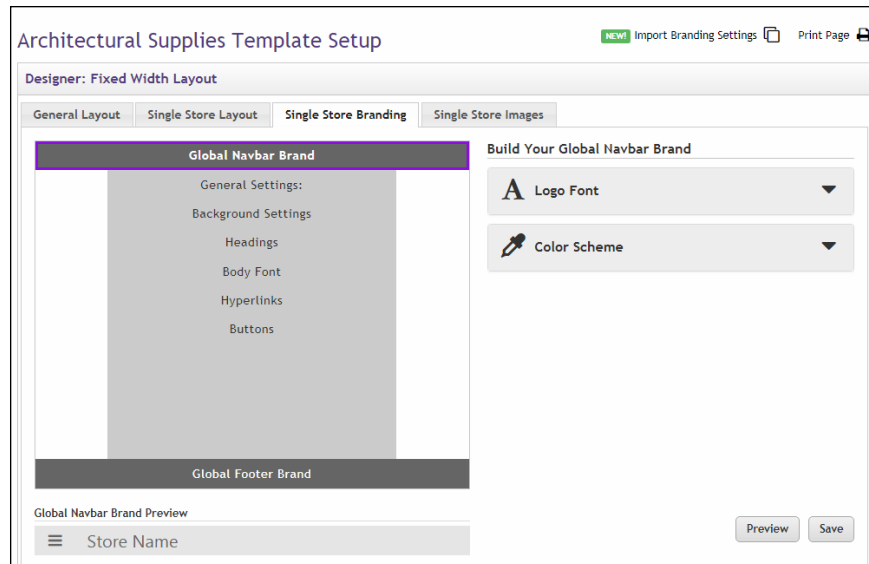 Architectural Supplies Template Setup
NEW! Import Branding Settings
Print Page
Designer: Fixed Width Layout
General Layout
Single Store Layout
Single Store Branding
Single Store Images
Global Navbar Brand
General Settings:
Background Settings
Headings
Body Font
Hyperlinks
Buttons
Global Footer Brand
Global Navbar Brand Preview
Store Name
Build Your Global Navbar Brand
A Logo Font
Color Scheme
Preview
Save